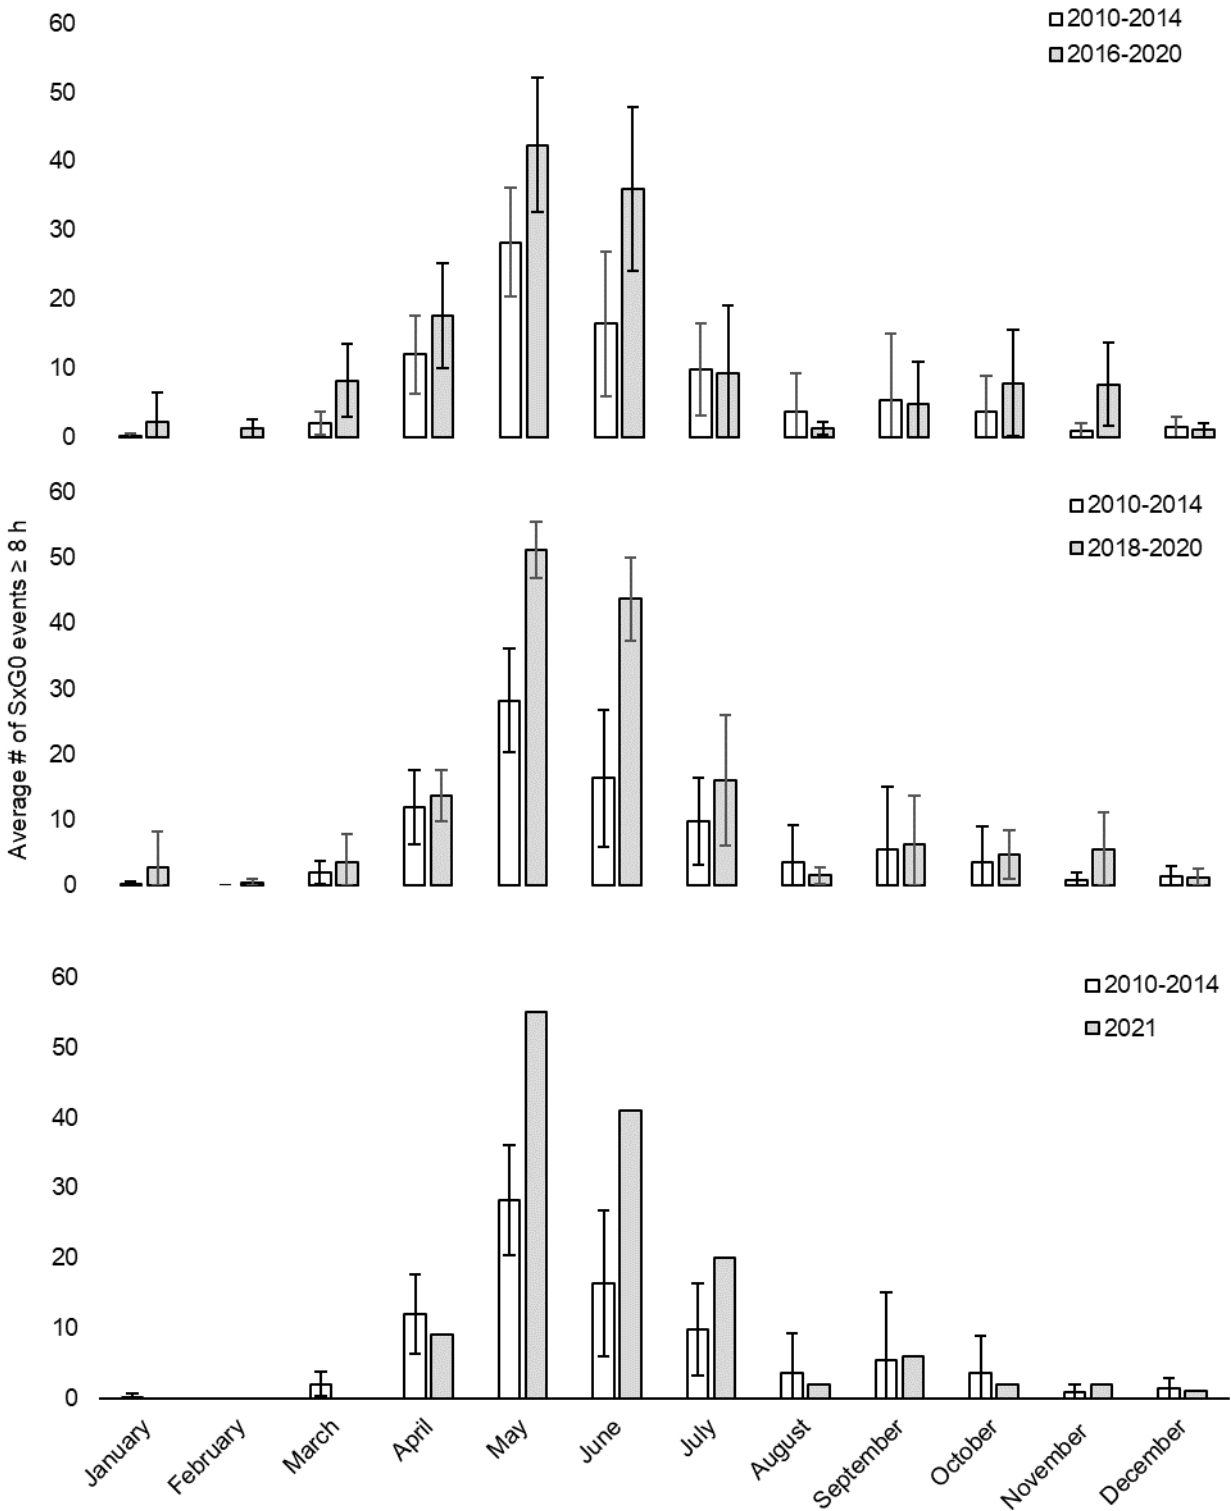 60
50
40
30
20
10
0
2010-2014
2016-2020
Average # of SxG0 events ≥ 8 h
60
50
40
30
20
10
0
2010-2014
2018-2020
60
50
40
30
20
10
0
2010-2014
2021
January
February
March
April
May
June
July
August
September
October
November
December